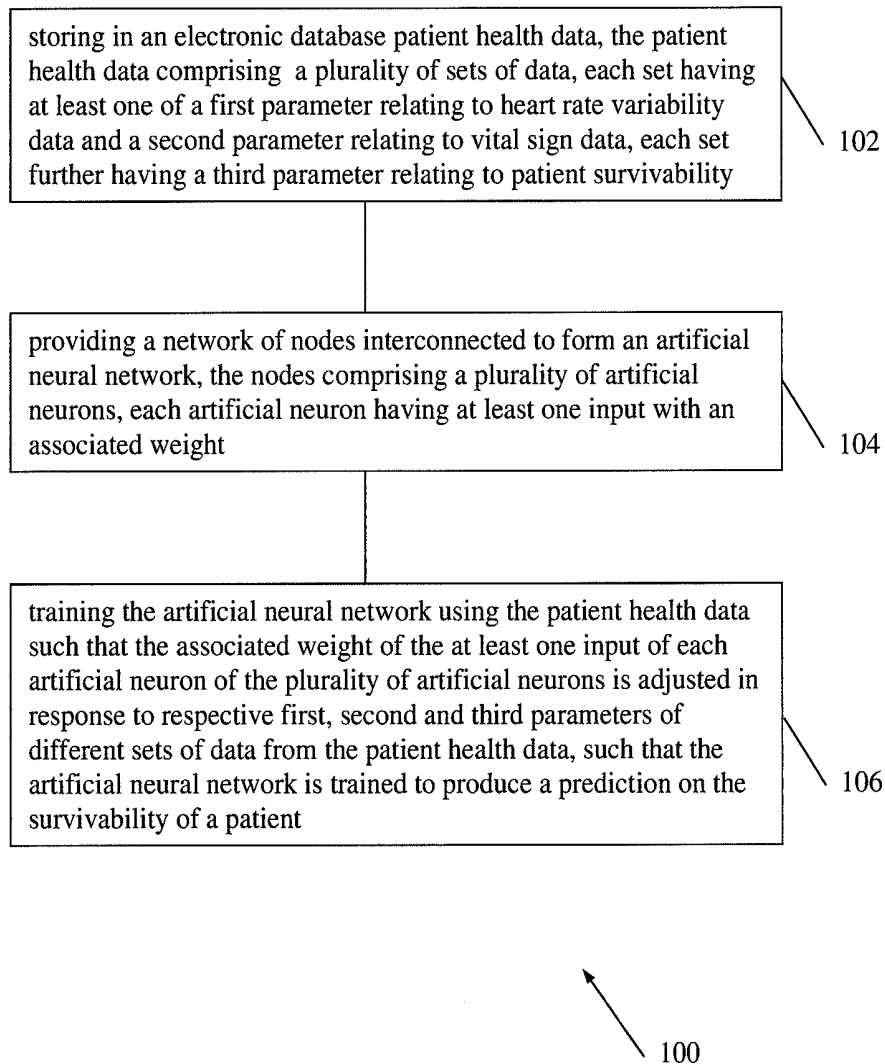 storing in an electronic database patient health data, the patient
health data comprising a plurality of sets of data, each set having
at least one of a first parameter relating to heart rate variability
data and a second parameter relating to vital sign data, each set
further having a third parameter relating to patient survivability
102
providing a network of nodes interconnected to form an artificial
neural network, the nodes comprising a plurality of artificial
neurons, each artificial neuron having at least one input with an
associated weight
104
training the artificial neural network using the patient health data
such that the associated weight of the at least one input of each
artificial neuron of the plurality of artificial neurons is adjusted in
response to respective first, second and third parameters of
different sets of data from the patient health data, such that the
artificial neural network is trained to produce a prediction on the
survivability of a patient
106
100